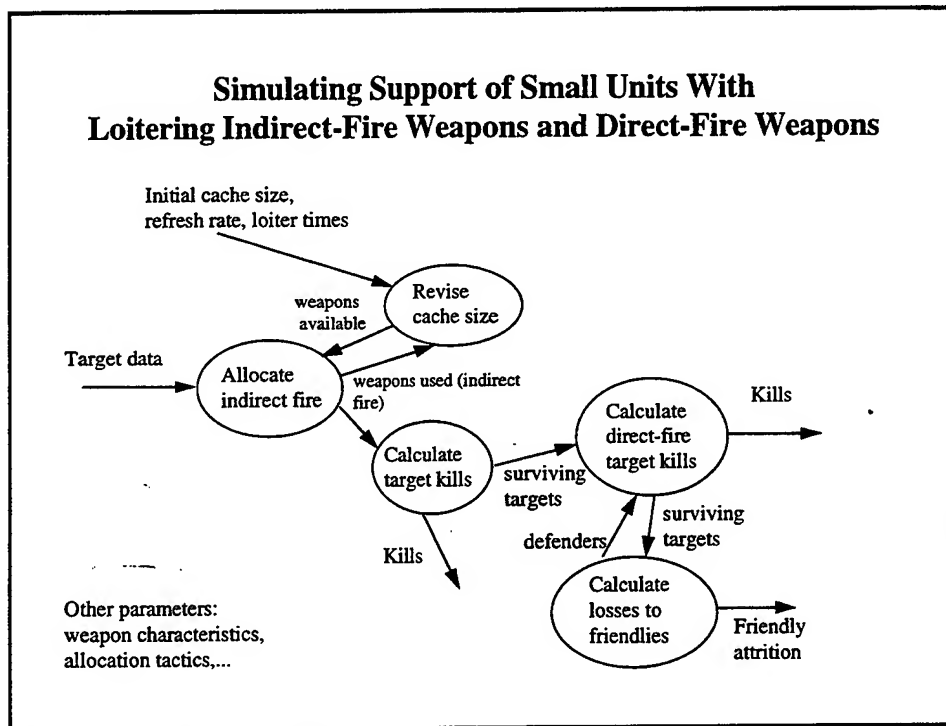 Simulating Support of Small Units With
Loitering Indirect-Fire Weapons and Direct-Fire Weapons
Initial cache size,
refresh rate, loiter times
Revise
cache size
weapons
available
Target data
Allocate
indirect fire
weapons used (indirect
fire)
Calculate
target kills
surviving
targets
Calculate
direct-fire
target kills
Kills
Kills
defenders
surviving
targets
Calculate
losses to
friendlies
Friendly
attrition
Other parameters:
weapon characteristics,
allocation tactics,...